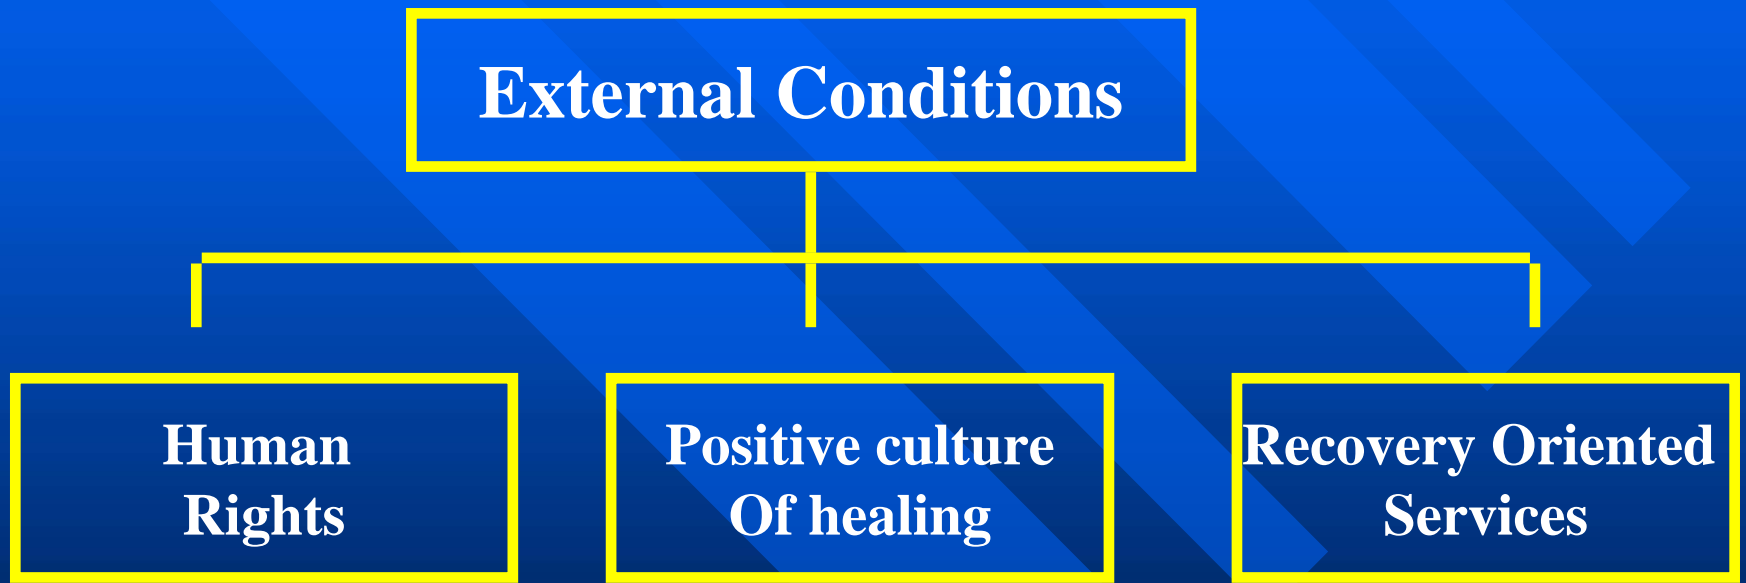 External Conditions
Human
Rights
Positive culture
Of healing
Recovery Oriented
Services